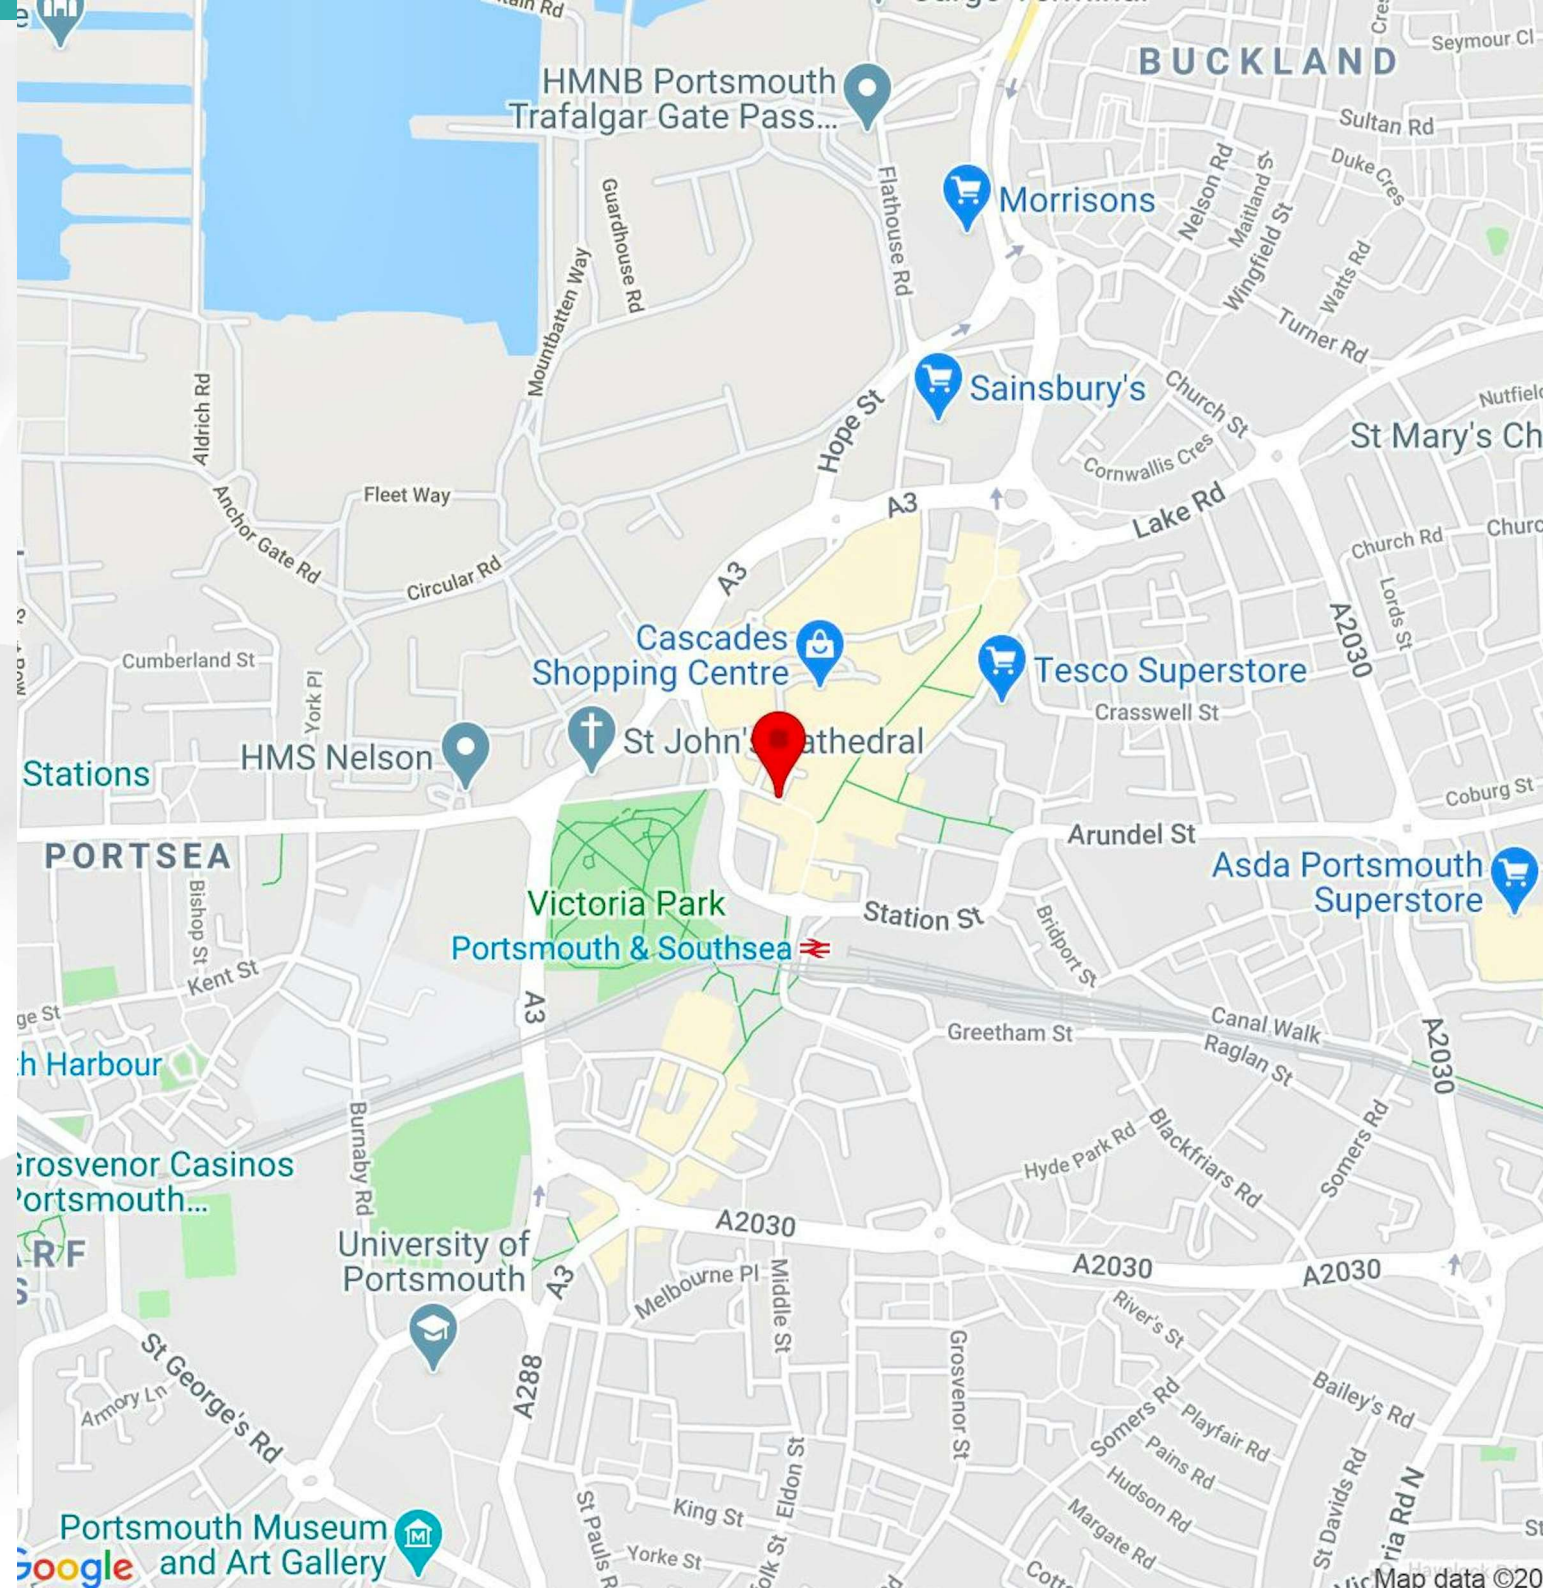 BUCKLAND
Seymour Cl
HMNB Portsmouth
Trafalgar Gate Pass...
Sultan Rd
Duke Cres
Nelson Rd
Maitland St
Wingfield St
Watts Rd
Morrisons
Flathouse Rd
Guardhouse Rd
Mountbatten Way
Turner Rd
Aldrich Rd
Sainsbury's
Church St
Hope St
Cornwallis Cres
St Mary's Ch
Fleet Way
A3
Lake Rd
Anchor Gate Rd
Church Rd
Circular Rd
A3
Lords St
A2030
Cascades
Shopping Centre
Cumberland St
Tesco Superstore
York Pl
Crasswell St
St John's Cathedral
HMS Nelson
Stations
Coburg St
Arundel St
PORTSEA
Asda Portsmouth
Superstore
Bishop St
Victoria Park
Station St
Portsmouth & Southsea
Bridport St
Kent St
A3
Greetham St
Canal Walk
Raglan St
A2030
h Harbour
Burnaby Rd
Hyde Park Rd
Blackfriars Rd
Somers Rd
Grosvenor Casinos
Portsmouth...
A2030
University of
Portsmouth
A3
Melbourne Pl
Middle St
A2030
A2030
River's St
St George's Rd
Armory Ln
A288
Grosvenor St
Somers Rd
Bailey's Rd
Playfair Rd
Pains Rd
Hudson Rd
Margate Rd
St Davids Rd
Eldon St
King St
St Pauls R
Yorke St
Portsmouth Museum
and Art Gallery
Google
Map data ©20